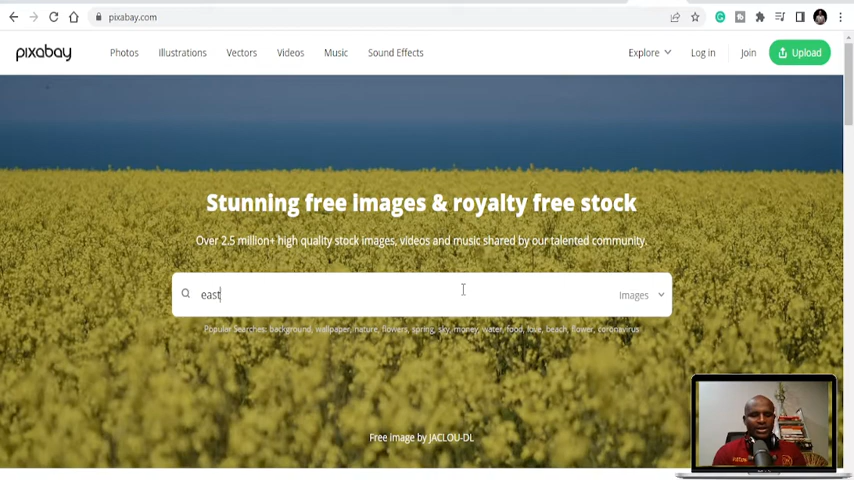 pixabay.com
pixabay Photos Illustrations Vectors Videos Music Sound Effects Explore Log in Join Upload
Stunning free images & royalty free stock
Over 2.5 million+ high quality stock images, videos and music shared by our talented community.
east Images
Popular Searches: background, wallpaper, nature, flowers, spring, sky, money, water, food, love, beach, flower, coronavirus
Free image by JACLOU-DL